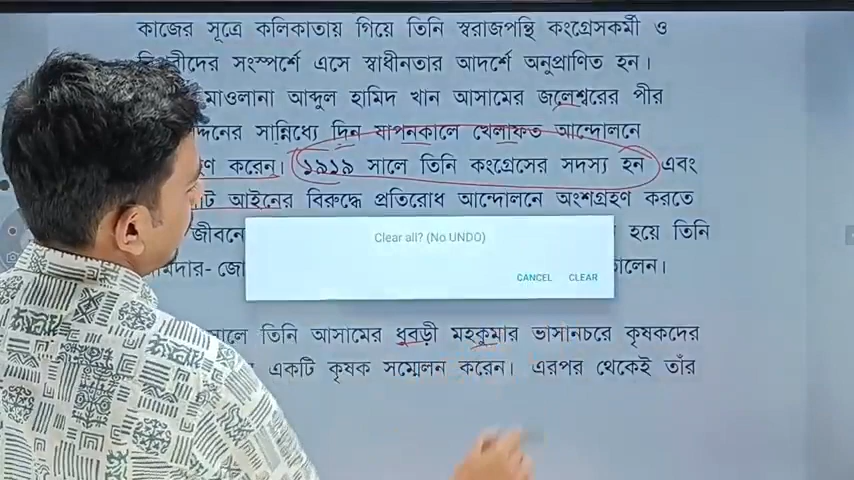 কাজের সূত্রে কলিকাতায় গিয়ে তিনি স্বরাজপন্থি কংগ্রেসকর্মী ও
সংস্পর্শে এসে স্বাধীনতার আদর্শে অনুপ্রাণিত হন।
মাওলানা আব্দুল হামিদ খান আসামের জলেশ্বরের পীর
সান্নিধ্যে দিন যাপনকালে খেলাফত আন্দোলনে
করেন। ১৯১৯ সালে তিনি কংগ্রেসের সদস্য হন এবং
আইনের বিরুদ্ধে প্রতিরোধ আন্দোলনে অংশগ্রহণ করতে
জীবনে হয়ে তিনি
Clear all? (No UNDO)
CANCEL CLEAR
তিনি আসামের ধুবড়ী মহকুমার ভাসানচরে কৃষকদের
একটি কৃষক সম্মেলন করেন। এরপর থেকেই তাঁর